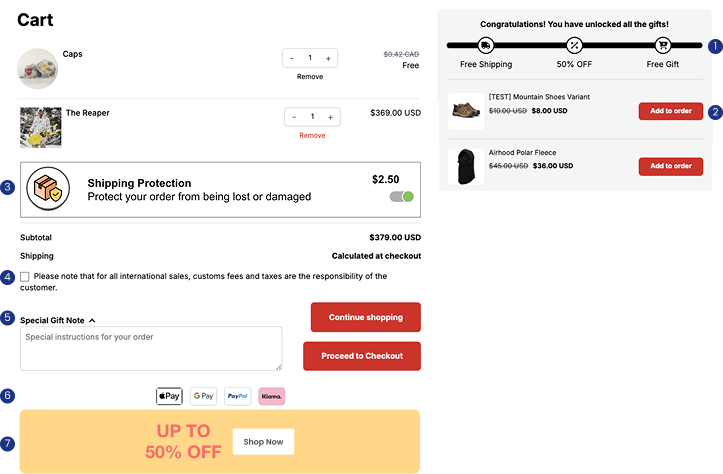 Cart
Caps
- 1 +
Remove
$0.42 CAD
Free
The Reaper
- 1 +
Remove
$369.00 USD
3
Shipping Protection
Protect your order from being lost or damaged
$2.50
Subtotal
$379.00 USD
Shipping
Calculated at checkout
4
Please note that for all international sales, customs fees and taxes are the responsibility of the
customer.
5
Special Gift Note
Special instructions for your order
Continue shopping
Proceed to Checkout
6
Pay
G Pay
PayPal
Klarna.
7
UP TO
50% OFF
Shop Now
Congratulations! You have unlocked all the gifts!
1
Free Shipping
50% OFF
Free Gift
[TEST] Mountain Shoes Variant
$10.00 USD $8.00 USD
Add to order
2
Airhood Polar Fleece
$45.00 USD $36.00 USD
Add to order